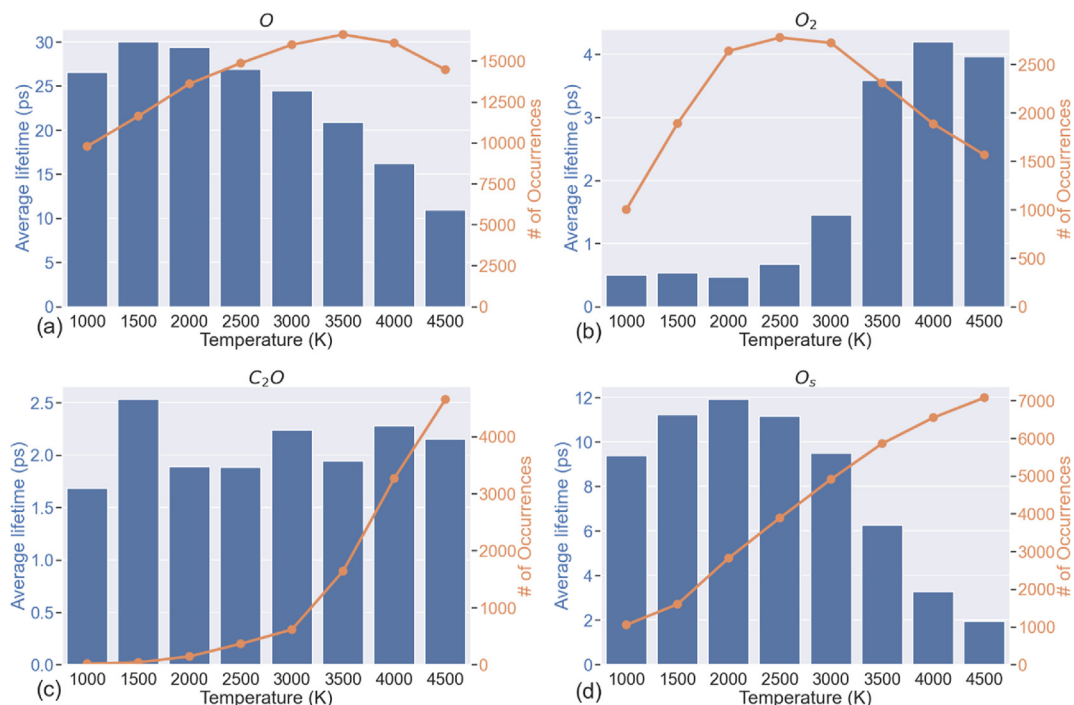 O
30
25
20
15
10
5
0
Average lifetime (ps)
15000
12500
10000
7500
5000
2500
0
# of Occurrences
1000 1500 2000 2500 3000 3500 4000 4500
Temperature (K)
(a)
O₂
4
3
2
1
0
Average lifetime (ps)
2500
2000
1500
1000
500
0
# of Occurrences
1000 1500 2000 2500 3000 3500 4000 4500
Temperature (K)
(b)
C₂O
2.5
2.0
1.5
1.0
0.5
0.0
Average lifetime (ps)
4000
3000
2000
1000
0
# of Occurrences
1000 1500 2000 2500 3000 3500 4000 4500
Temperature (K)
(c)
Oₛ
12
10
8
6
4
2
0
Average lifetime (ps)
7000
6000
5000
4000
3000
2000
1000
0
# of Occurrences
1000 1500 2000 2500 3000 3500 4000 4500
Temperature (K)
(d)